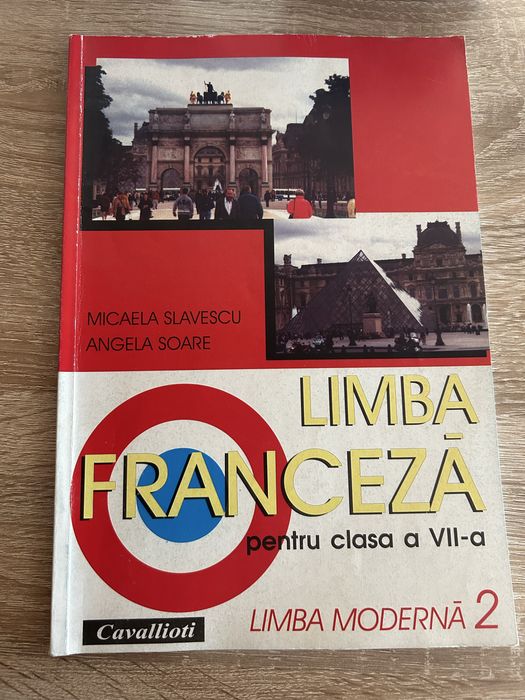 MICAELA SLAVESCU
ANGELA SOARE
LIMBA
FRANCEZĂ
pentru clasa a VII-a
LIMBA MODERNĂ 2
Cavallioti